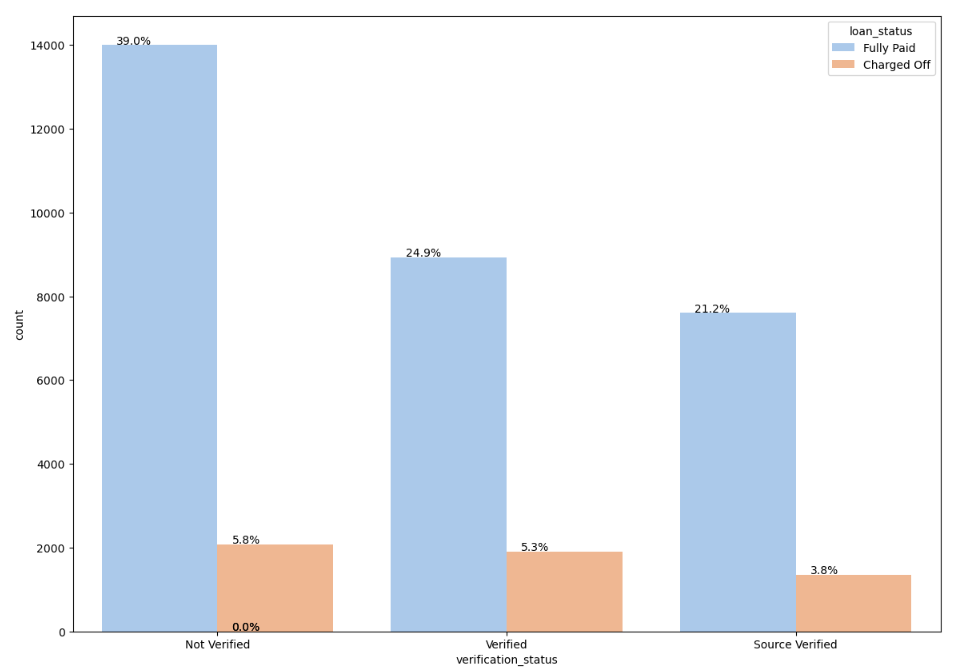 loan_status
Fully Paid
Charged Off
count
14000
12000
10000
8000
6000
4000
2000
0
39.0%
24.9%
21.2%
5.8%
5.3%
3.8%
0.0%
Not Verified
Verified
Source Verified
verification_status